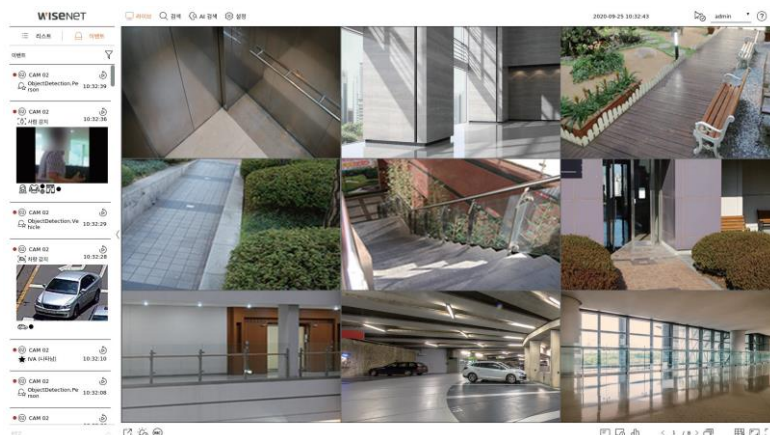 WISENET
라이브 검색 AI 검색 설정
2020-09-25 10:32:43
admin
리스트 이벤트
이벤트
CAM 02
ObjectDetection.Pe
rson
10:32:39
CAM 02
사람 감지
10:32:36
CAM 02
ObjectDetection.Ve
hicle
10:32:29
CAM 02
차량 감지
10:32:28
CAM 02
IVA (나타남)
10:32:10
CAM 02
ObjectDetection.Pe
rson
10:32:08
CAM 02
1 / 8